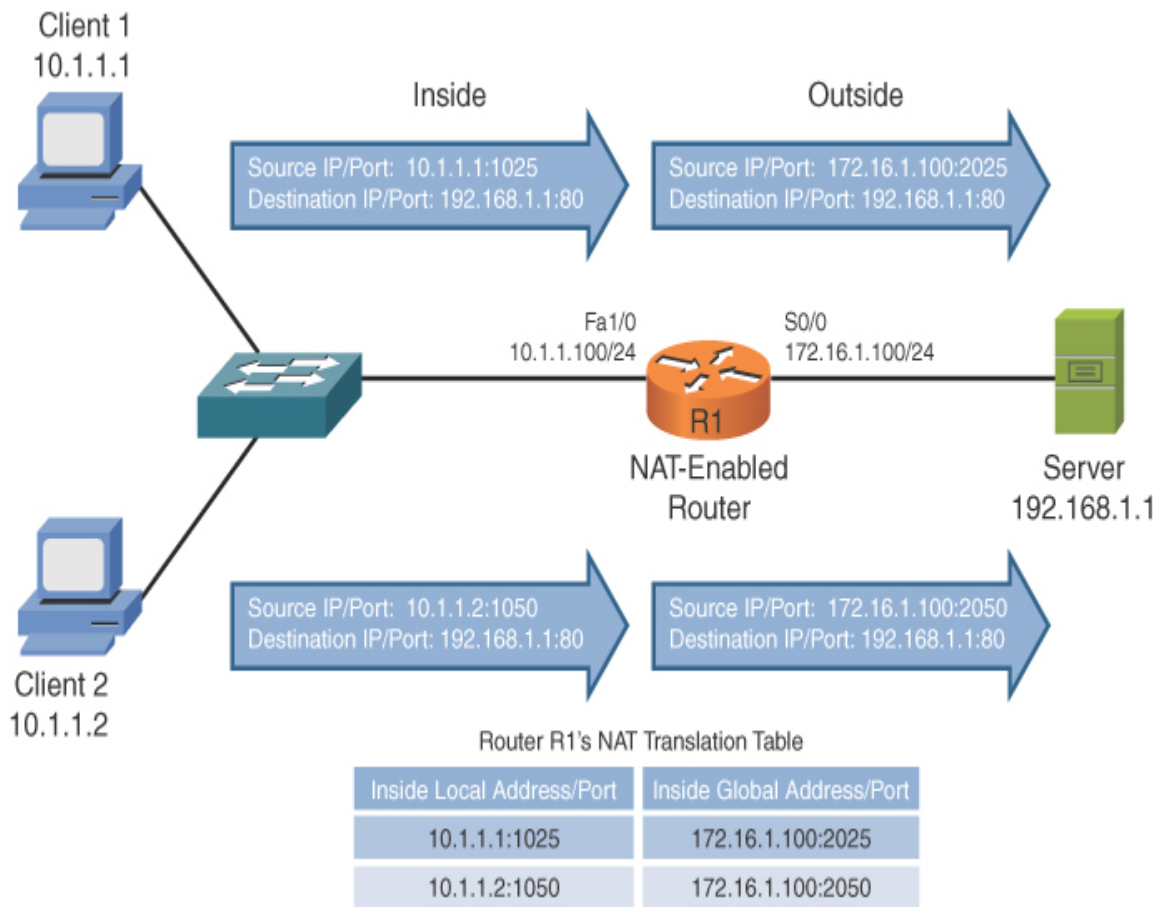 Client 1
10.1.1.1
Inside
Outside
Source IP/Port: 10.1.1.1:1025
Destination IP/Port: 192.168.1.1:80
Source IP/Port: 172.16.1.100:2025
Destination IP/Port: 192.168.1.1:80
Fa1/0
10.1.1.100/24
S0/0
172.16.1.100/24
R1
NAT-Enabled
Router
Server
192.168.1.1
Source IP/Port: 10.1.1.2:1050
Destination IP/Port: 192.168.1.1:80
Source IP/Port: 172.16.1.100:2050
Destination IP/Port: 192.168.1.1:80
Client 2
10.1.1.2
Router R1's NAT Translation Table
Inside Local Address/Port
Inside Global Address/Port
10.1.1.1:1025
172.16.1.100:2025
10.1.1.2:1050
172.16.1.100:2050